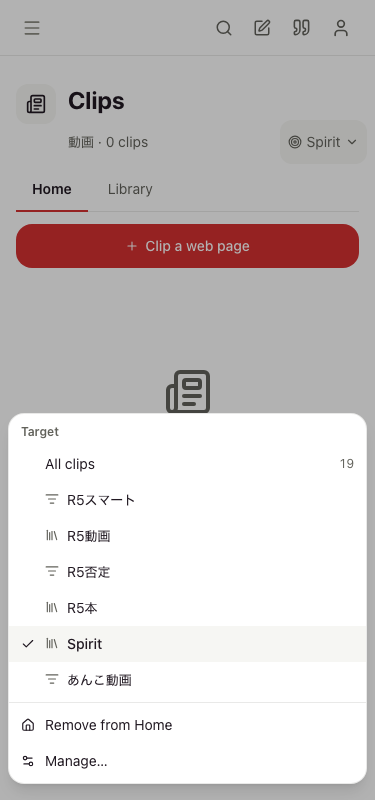 Clips
動画 · 0 clips
Spirit
Home
Library
Clip a web page
Target
All clips
19
R5スマート
R5動画
R5否定
R5本
Spirit
あんこ動画
Remove from Home
Manage...